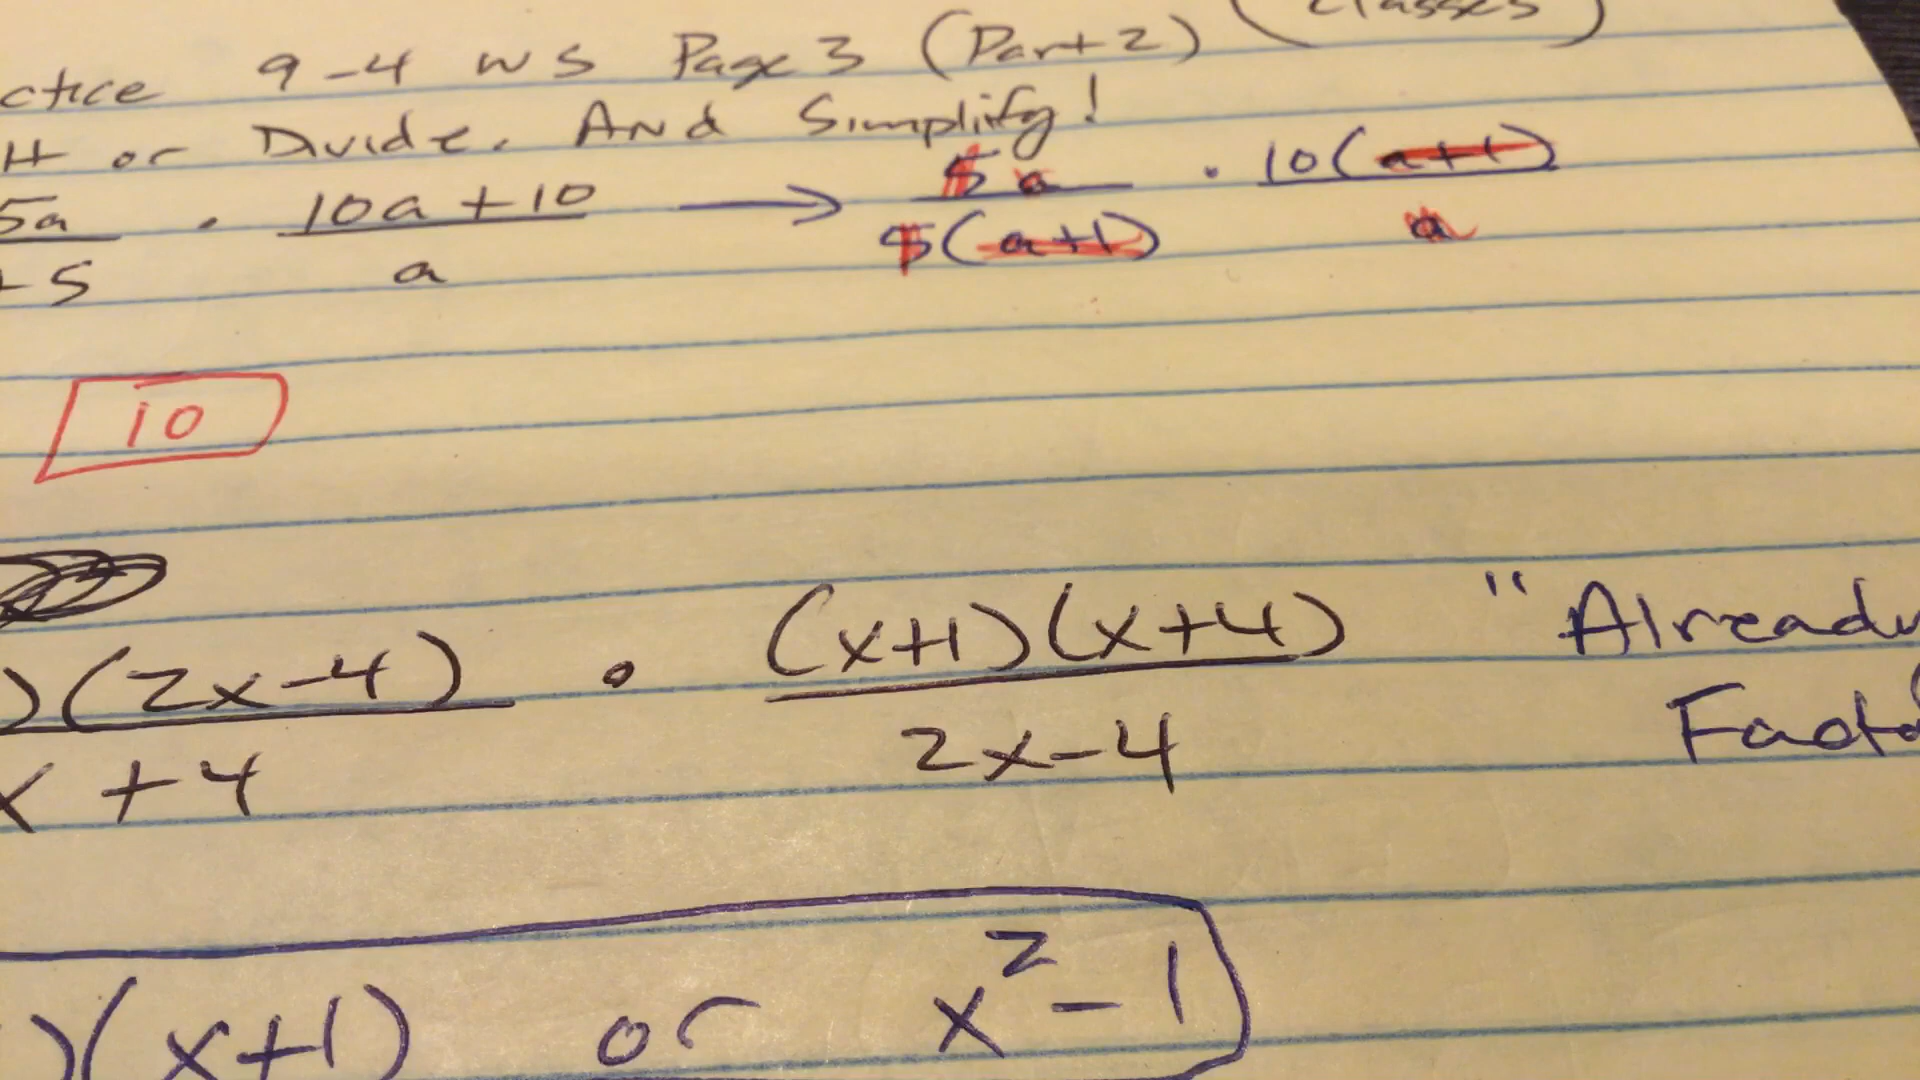 classes)
ctice 9-4 WS Page 3 (Part 2)
H or Divide. And Simplify!
5a/+5 · 10a+10/a → 5a/5(a+1) · 10(a+1)/a
10
)(2x-4)/x+4 · (x+1)(x+4)/2x-4 "Already
Facto
)(x+1) or x²-1